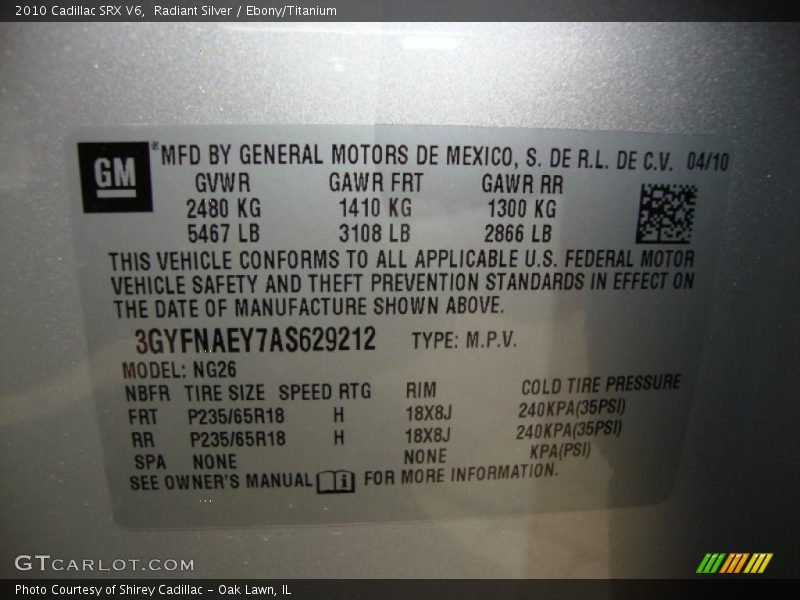 2010 Cadillac SRX V6,  Radiant Silver / Ebony/Titanium
GM ® MFD BY GENERAL MOTORS DE MEXICO, S. DE R.L. DE C.V. 04/10
GVWR GAWR FRT GAWR RR
2480 KG 1410 KG 1300 KG
5467 LB 3108 LB 2866 LB
THIS VEHICLE CONFORMS TO ALL APPLICABLE U.S. FEDERAL MOTOR
VEHICLE SAFETY AND THEFT PREVENTION STANDARDS IN EFFECT ON
THE DATE OF MANUFACTURE SHOWN ABOVE.
3GYFNAEY7AS629212 TYPE: M.P.V.
MODEL: NG26
NBFR TIRE SIZE SPEED RTG RIM COLD TIRE PRESSURE
FRT P235/65R18 H 18X8J 240KPA(35PSI)
RR P235/65R18 H 18X8J 240KPA(35PSI)
SPA NONE NONE KPA(PSI)
SEE OWNER'S MANUAL i FOR MORE INFORMATION.
GTCARLOT.COM
Photo Courtesy of Shirey Cadillac - Oak Lawn, IL